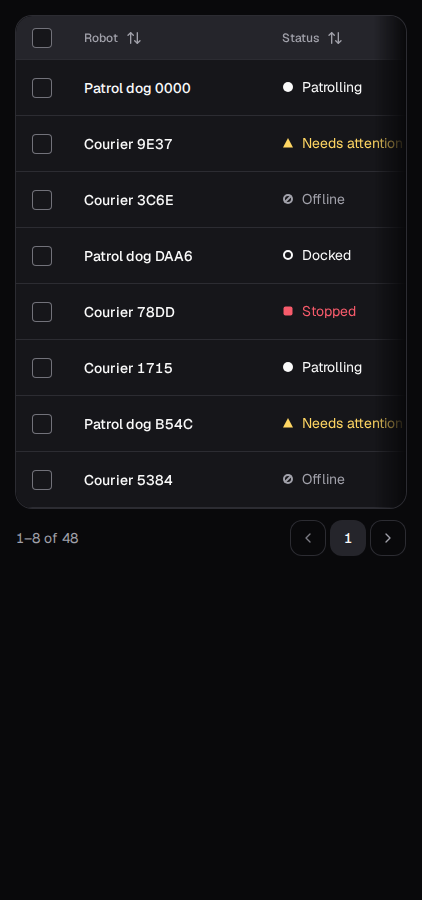 Robot Status
Patrol dog 0000 Patrolling
Courier 9E37 Needs attention
Courier 3C6E Offline
Patrol dog DAA6 Docked
Courier 78DD Stopped
Courier 1715 Patrolling
Patrol dog B54C Needs attention
Courier 5384 Offline
1–8 of 48 1